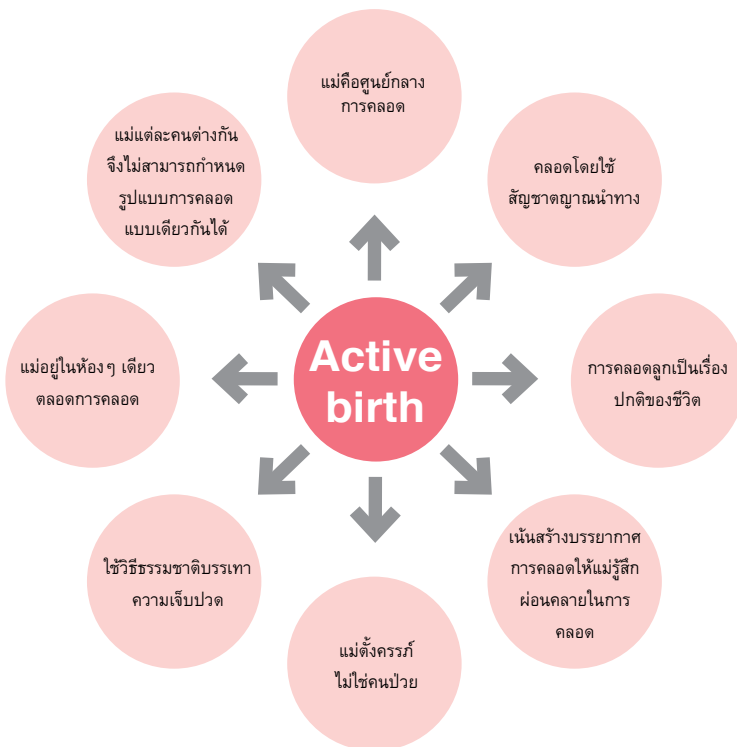 แม่คือศูนย์กลาง
การคลอด
คลอดโดยใช้
สัญชาตญาณนำทาง
การคลอดลูกเป็นเรื่อง
ปกติของชีวิต
เน้นสร้างบรรยากาศ
การคลอดให้แม่รู้สึก
ผ่อนคลายในการ
คลอด
แม่ตั้งครรภ์
ไม่ใช่คนป่วย
ใช้วิธีธรรมชาติบรรเทา
ความเจ็บปวด
แม่อยู่ในห้องๆ เดียว
ตลอดการคลอด
แม่แต่ละคนต่างกัน
จึงไม่สามารถกำหนด
รูปแบบการคลอด
แบบเดียวกันได้
Active
birth